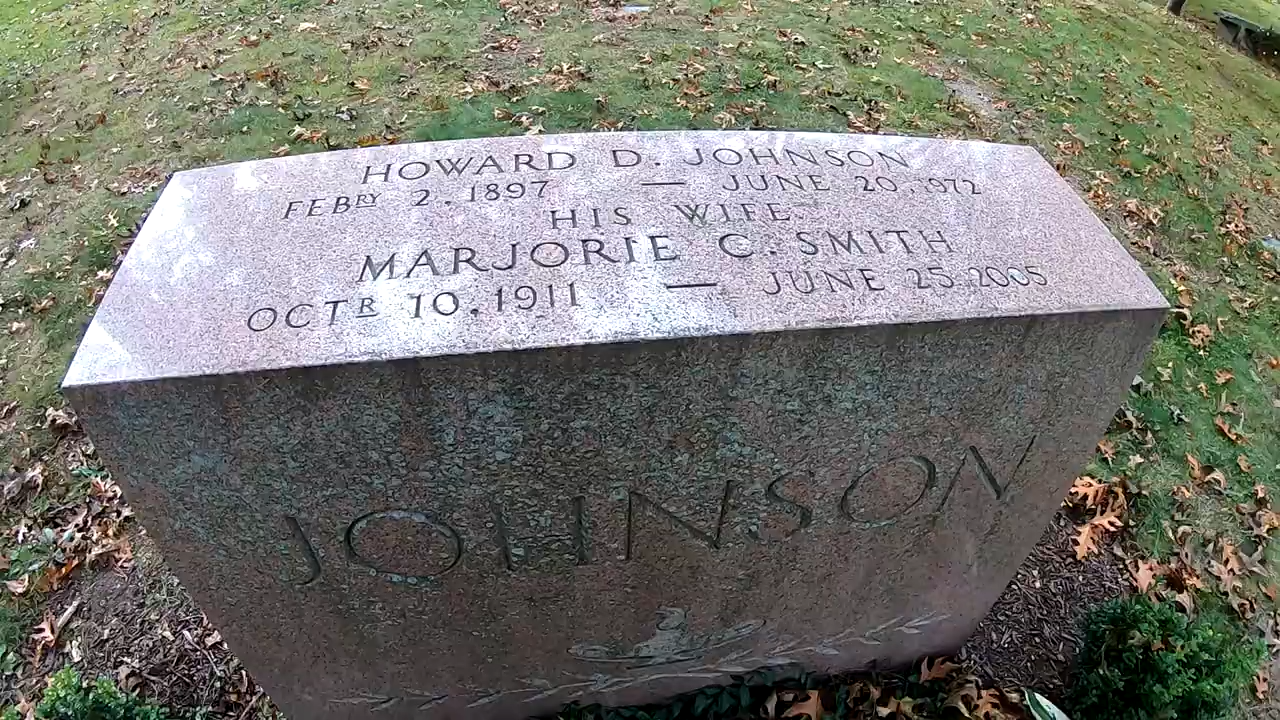 HOWARD D. JOHNSON
FEBRY 2, 1897 — JUNE 20, 1972
HIS WIFE
MARJORIE C. SMITH
OCTR 10, 1911 — JUNE 25, 2005
JOHNSON